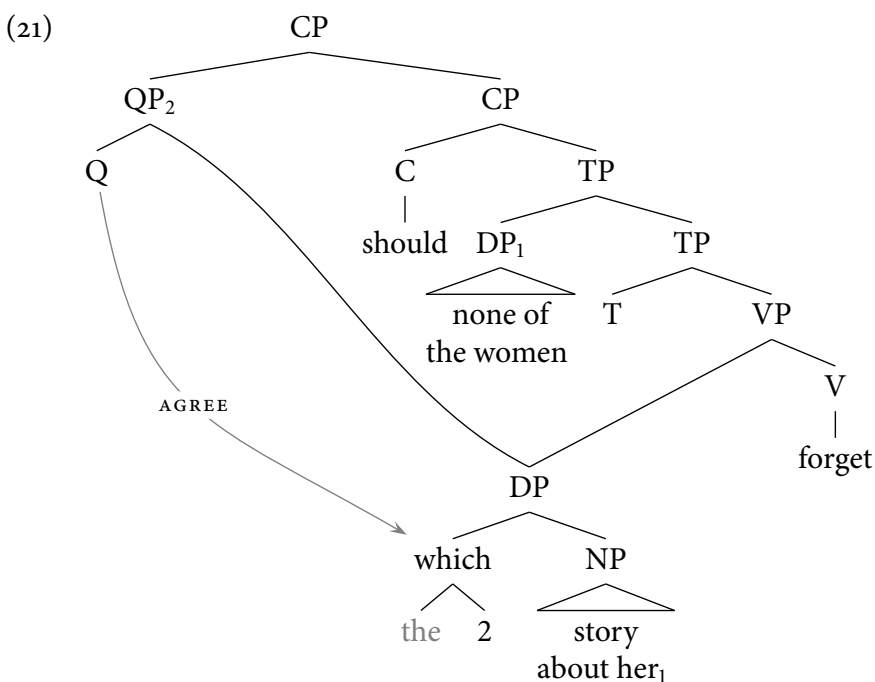 (21) CP
QP₂ CP
Q C TP
should DP₁ TP
none of T VP
the women
V
AGREE
forget
DP
which NP
the 2 story
about her₁